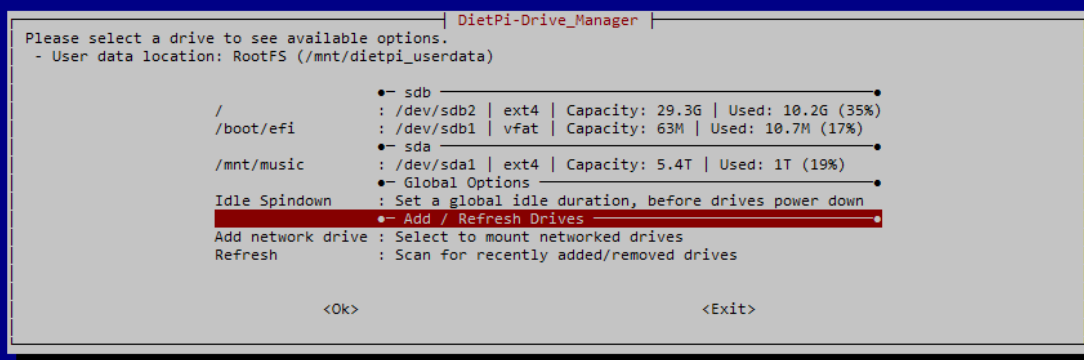 DietPi-Drive_Manager
Please select a drive to see available options.
- User data location: RootFS (/mnt/dietpi_userdata)
●─ sdb ─●
/ : /dev/sdb2 | ext4 | Capacity: 29.3G | Used: 10.2G (35%)
/boot/efi : /dev/sdb1 | vfat | Capacity: 63M | Used: 10.7M (17%)
●─ sda ─●
/mnt/music : /dev/sda1 | ext4 | Capacity: 5.4T | Used: 1T (19%)
●─ Global Options ─●
Idle Spindown : Set a global idle duration, before drives power down
●─ Add / Refresh Drives ─●
Add network drive : Select to mount networked drives
Refresh : Scan for recently added/removed drives
<Ok> <Exit>